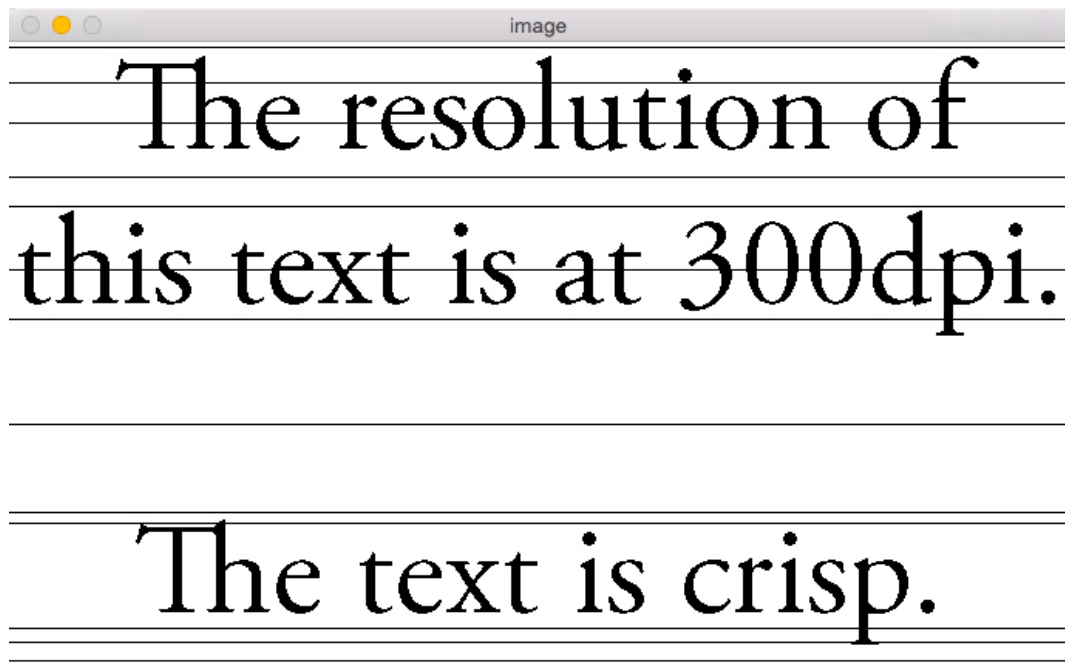 image
The resolution of
this text is at 300dpi.
The text is crisp.